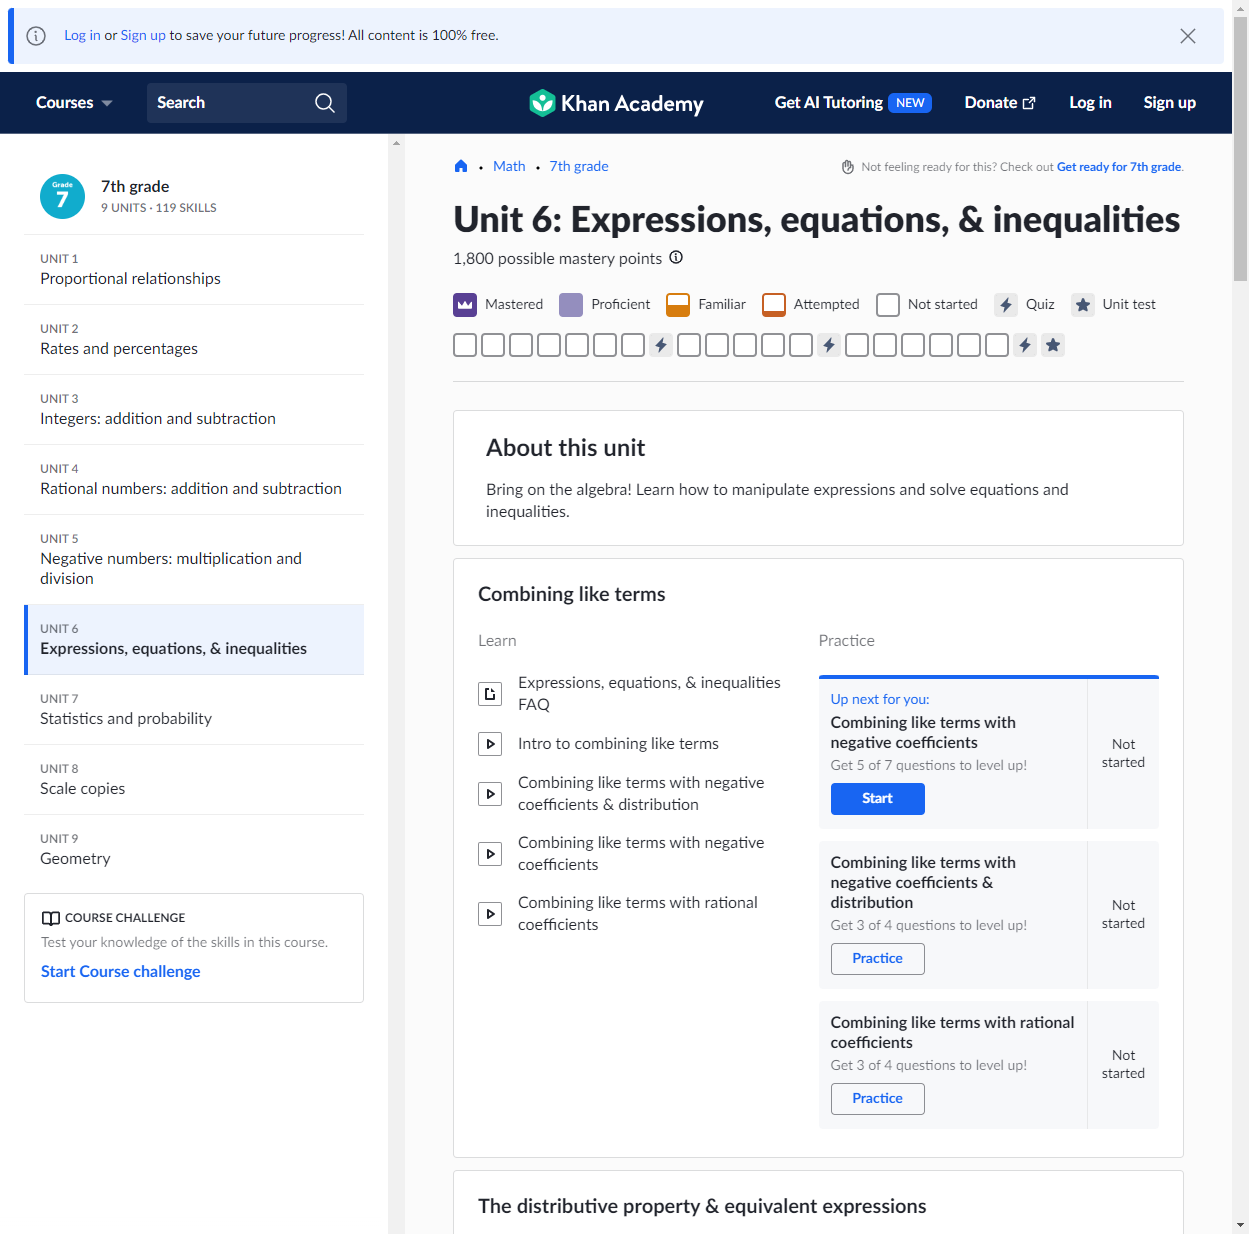 Log in or Sign up to save your future progress! All content is 100% free.
Courses
Search
Khan Academy
Get AI Tutoring NEW
Donate
Log in
Sign up
Grade
7
7th grade
9 UNITS · 119 SKILLS
UNIT 1
Proportional relationships
UNIT 2
Rates and percentages
UNIT 3
Integers: addition and subtraction
UNIT 4
Rational numbers: addition and subtraction
UNIT 5
Negative numbers: multiplication and
division
UNIT 6
Expressions, equations, & inequalities
UNIT 7
Statistics and probability
UNIT 8
Scale copies
UNIT 9
Geometry
COURSE CHALLENGE
Test your knowledge of the skills in this course.
Start Course challenge
Math • 7th grade
Not feeling ready for this? Check out Get ready for 7th grade.
Unit 6: Expressions, equations, & inequalities
1,800 possible mastery points
Mastered
Proficient
Familiar
Attempted
Not started
Quiz
Unit test
About this unit
Bring on the algebra! Learn how to manipulate expressions and solve equations and
inequalities.
Combining like terms
Learn
Expressions, equations, & inequalities
FAQ
Intro to combining like terms
Combining like terms with negative
coefficients & distribution
Combining like terms with negative
coefficients
Combining like terms with rational
coefficients
Practice
Up next for you:
Combining like terms with
negative coefficients
Get 5 of 7 questions to level up!
Start
Not
started
Combining like terms with
negative coefficients &
distribution
Get 3 of 4 questions to level up!
Practice
Not
started
Combining like terms with rational
coefficients
Get 3 of 4 questions to level up!
Practice
Not
started
The distributive property & equivalent expressions